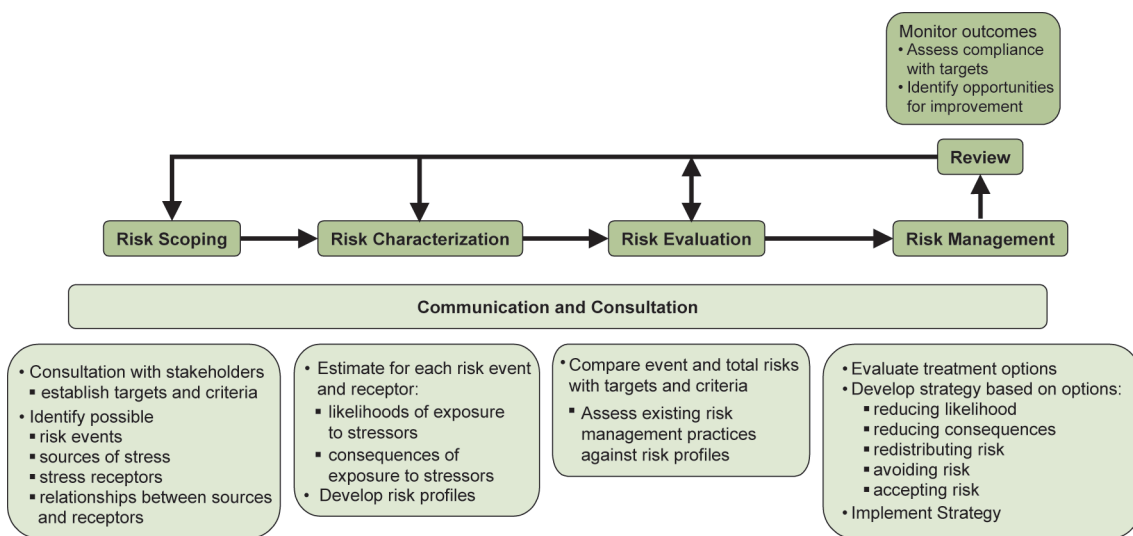 Monitor outcomes
• Assess compliance
with targets
• Identify opportunities
for improvement
Review
Risk Scoping
Risk Characterization
Risk Evaluation
Risk Management
Communication and Consultation
• Consultation with stakeholders
▪ establish targets and criteria
• Identify possible
▪ risk events
▪ sources of stress
▪ stress receptors
▪ relationships between sources
and receptors
• Estimate for each risk event
and receptor:
▪ likelihoods of exposure
to stressors
▪ consequences of
exposure to stressors
• Develop risk profiles
• Compare event and total risks
with targets and criteria
▪ Assess existing risk
management practices
against risk profiles
• Evaluate treatment options
• Develop strategy based on options:
▪ reducing likelihood
▪ reducing consequences
▪ redistributing risk
▪ avoiding risk
▪ accepting risk
• Implement Strategy